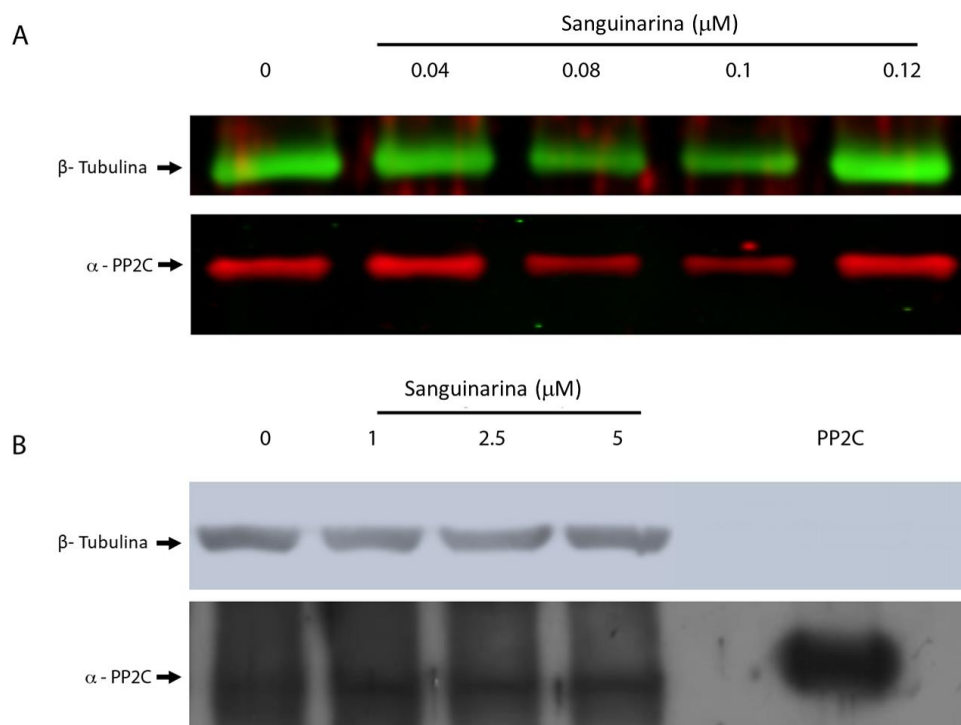 A
Sanguinarina (μM)
0 0.04 0.08 0.1 0.12
β- Tubulina
α - PP2C
Sanguinarina (μM)
B
0 1 2.5 5 PP2C
β- Tubulina
α - PP2C